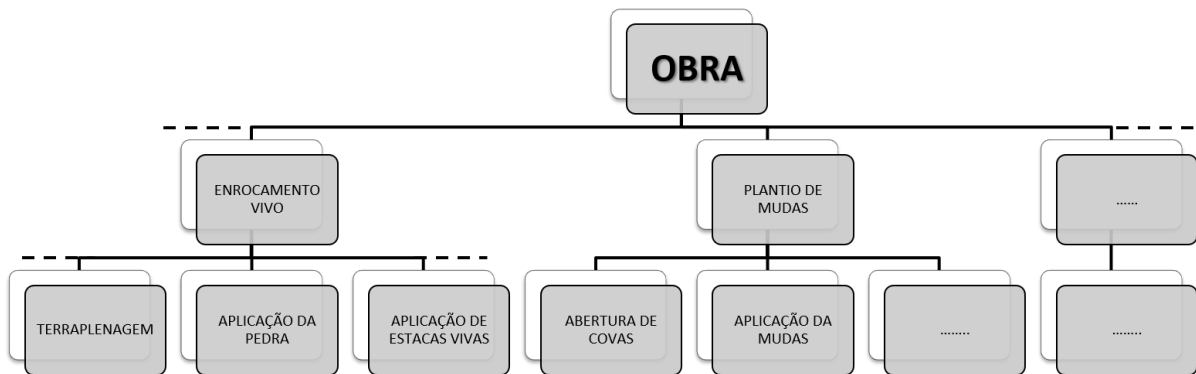 OBRA
ENROCAMENTO
VIVO
PLANTIO DE
MUDAS
......
TERRAPLENAGEM
APLICAÇÃO DA
PEDRA
APLICAÇÃO DE
ESTACAS VIVAS
ABERTURA DE
COVAS
APLICAÇÃO DA
MUDAS
........
........